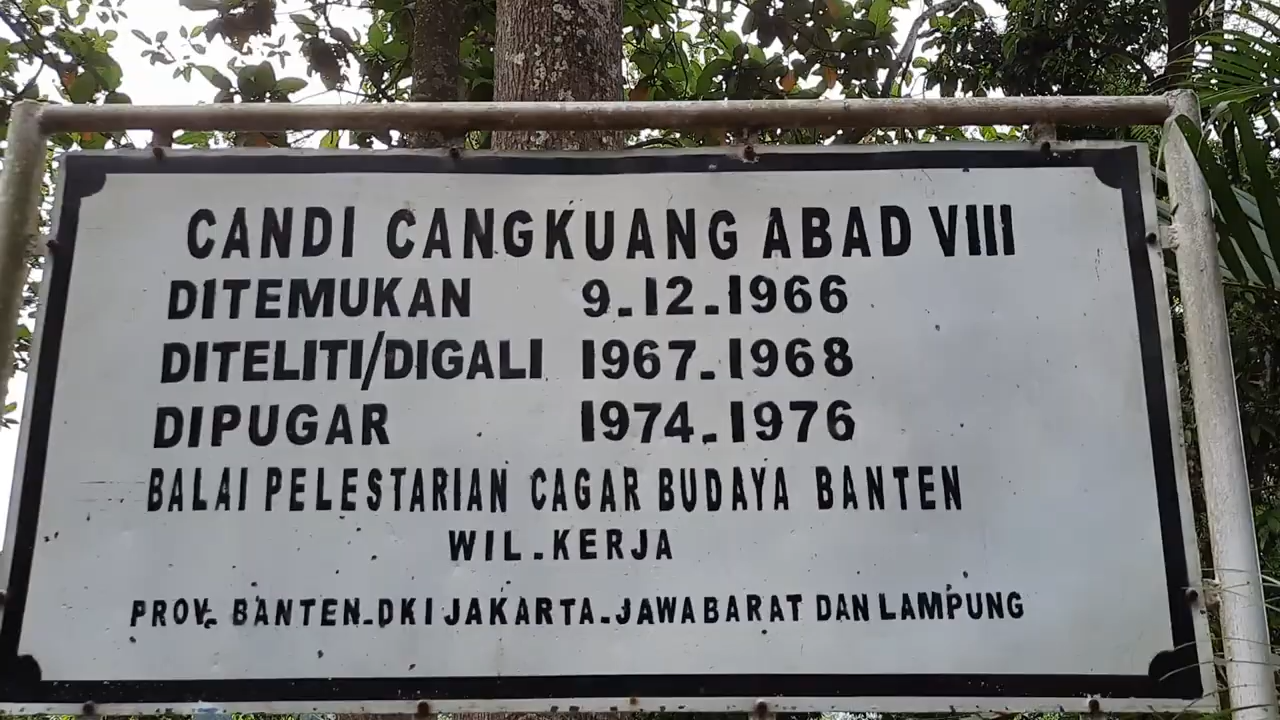 CANDI CANGKUANG ABAD VIII
DITEMUKAN 9.12.1966
DITELITI/DIGALI 1967-1968
DIPUGAR 1974-1976
BALAI PELESTARIAN CAGAR BUDAYA BANTEN
WIL.KERJA
PROV. BANTEN-DKI JAKARTA-JAWA BARAT DAN LAMPUNG